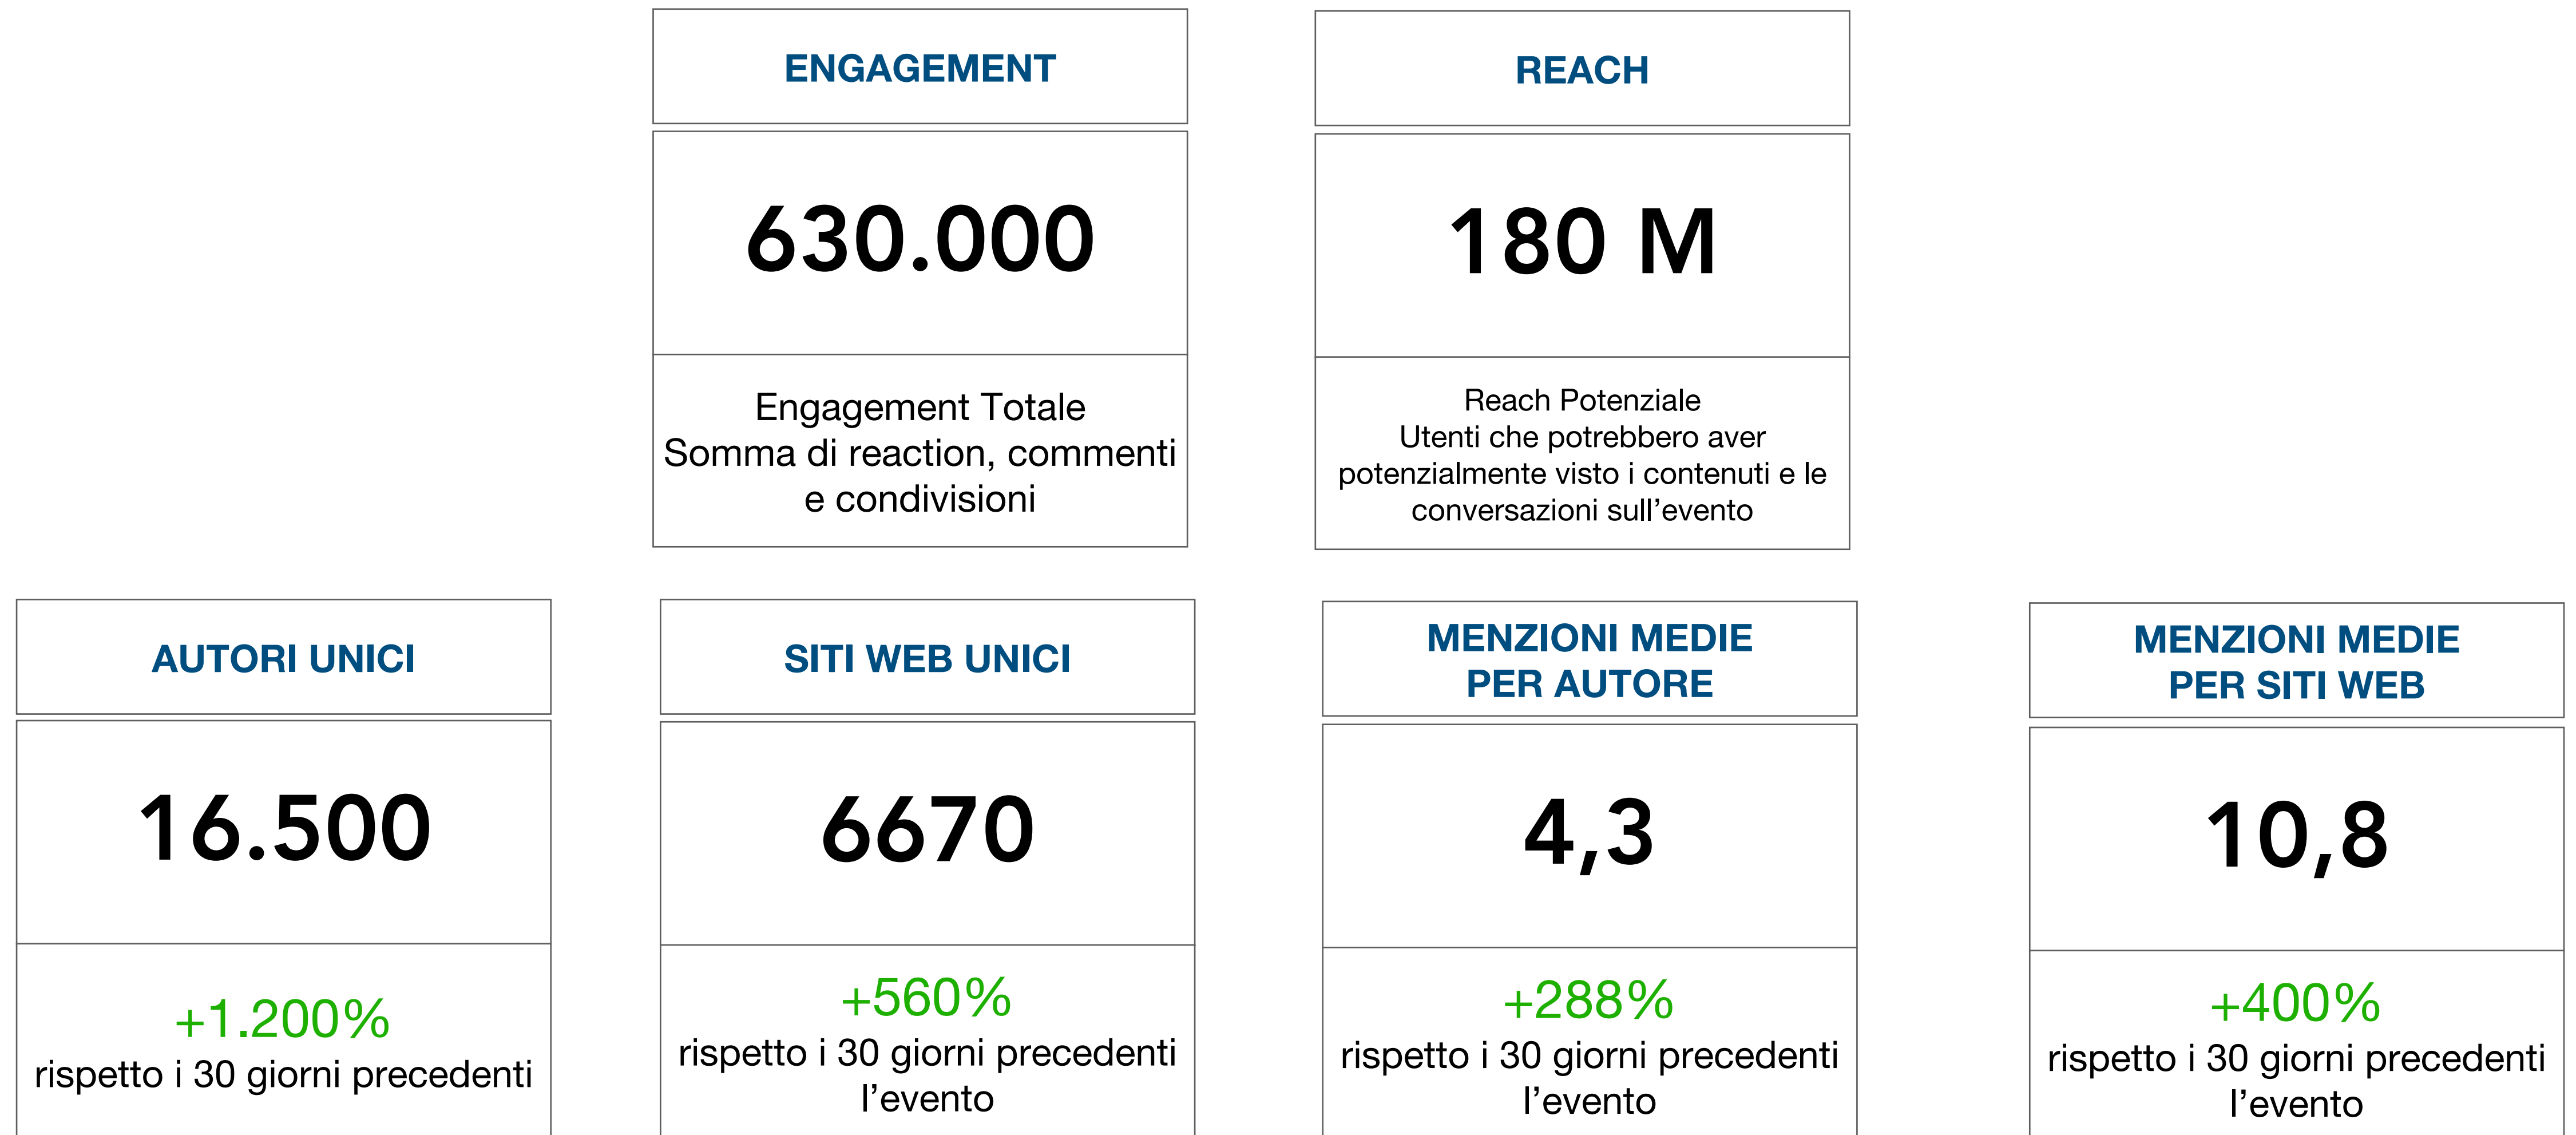 ENGAGEMENT
630.000
Engagement Totale
Somma di reaction, commenti
e condivisioni
REACH
180 M
Reach Potenziale
Utenti che potrebbero aver
potenzialmente visto i contenuti e le
conversazioni sull’evento
AUTORI UNICI
16.500
+1.200%
rispetto i 30 giorni precedenti
SITI WEB UNICI
6670
+560%
rispetto i 30 giorni precedenti
l’evento
MENZIONI MEDIE
PER AUTORE
4,3
+288%
rispetto i 30 giorni precedenti
l’evento
MENZIONI MEDIE
PER SITI WEB
10,8
+400%
rispetto i 30 giorni precedenti
l’evento